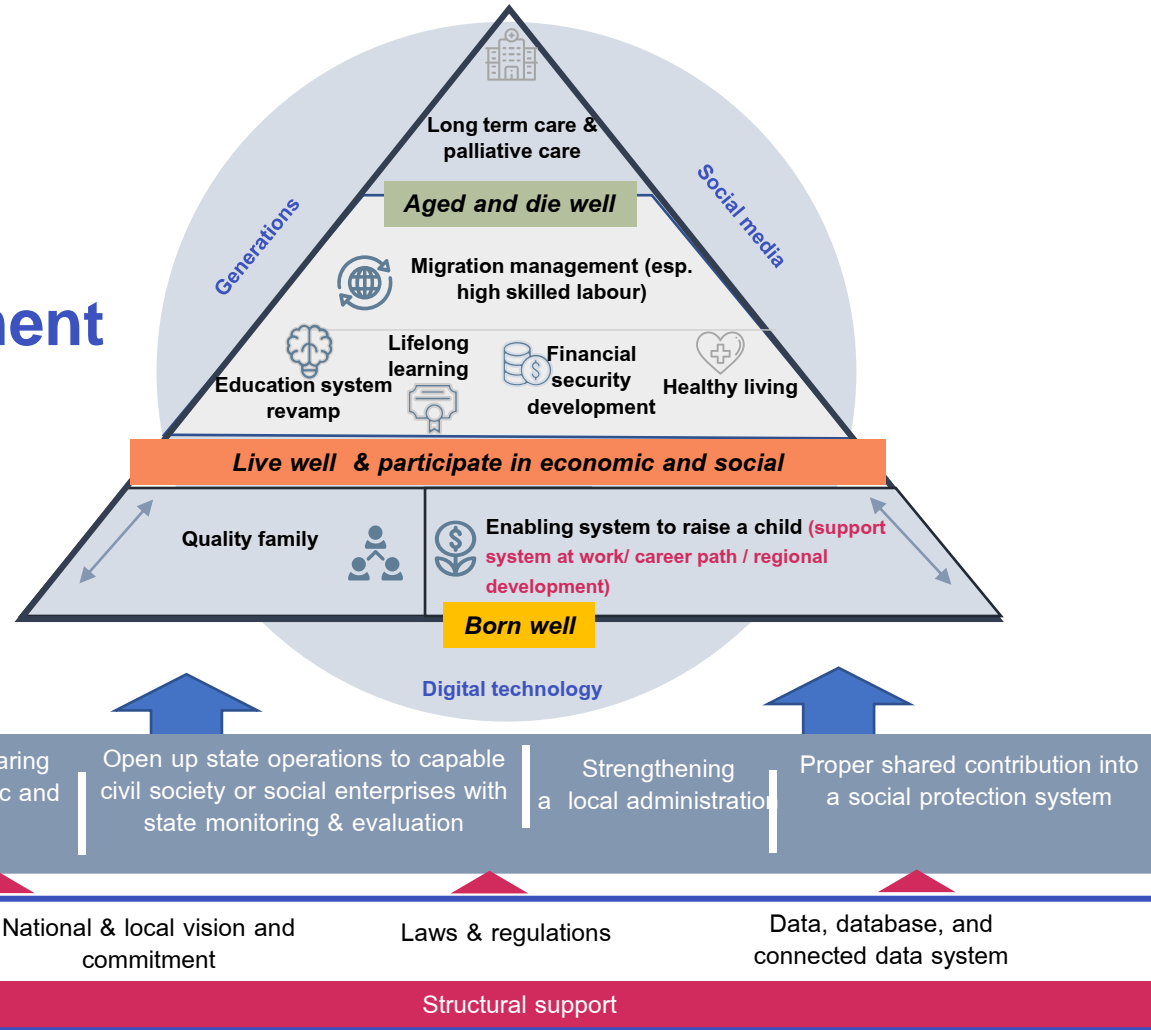 Long term care &
palliative care
Aged and die well
Generations
Social media
Migration management (esp.
high skilled labour)
Lifelong
learning
Financial
security
development
Education system
revamp
Healthy living
Live well & participate in economic and social
Quality family
Enabling system to raise a child (support
system at work/ career path / regional
development)
Born well
Digital technology
Open up state operations to capable
civil society or social enterprises with
state monitoring & evaluation
Strengthening
a local administration
Proper shared contribution into
a social protection system
National & local vision and
commitment
Laws & regulations
Data, database, and
connected data system
Structural support